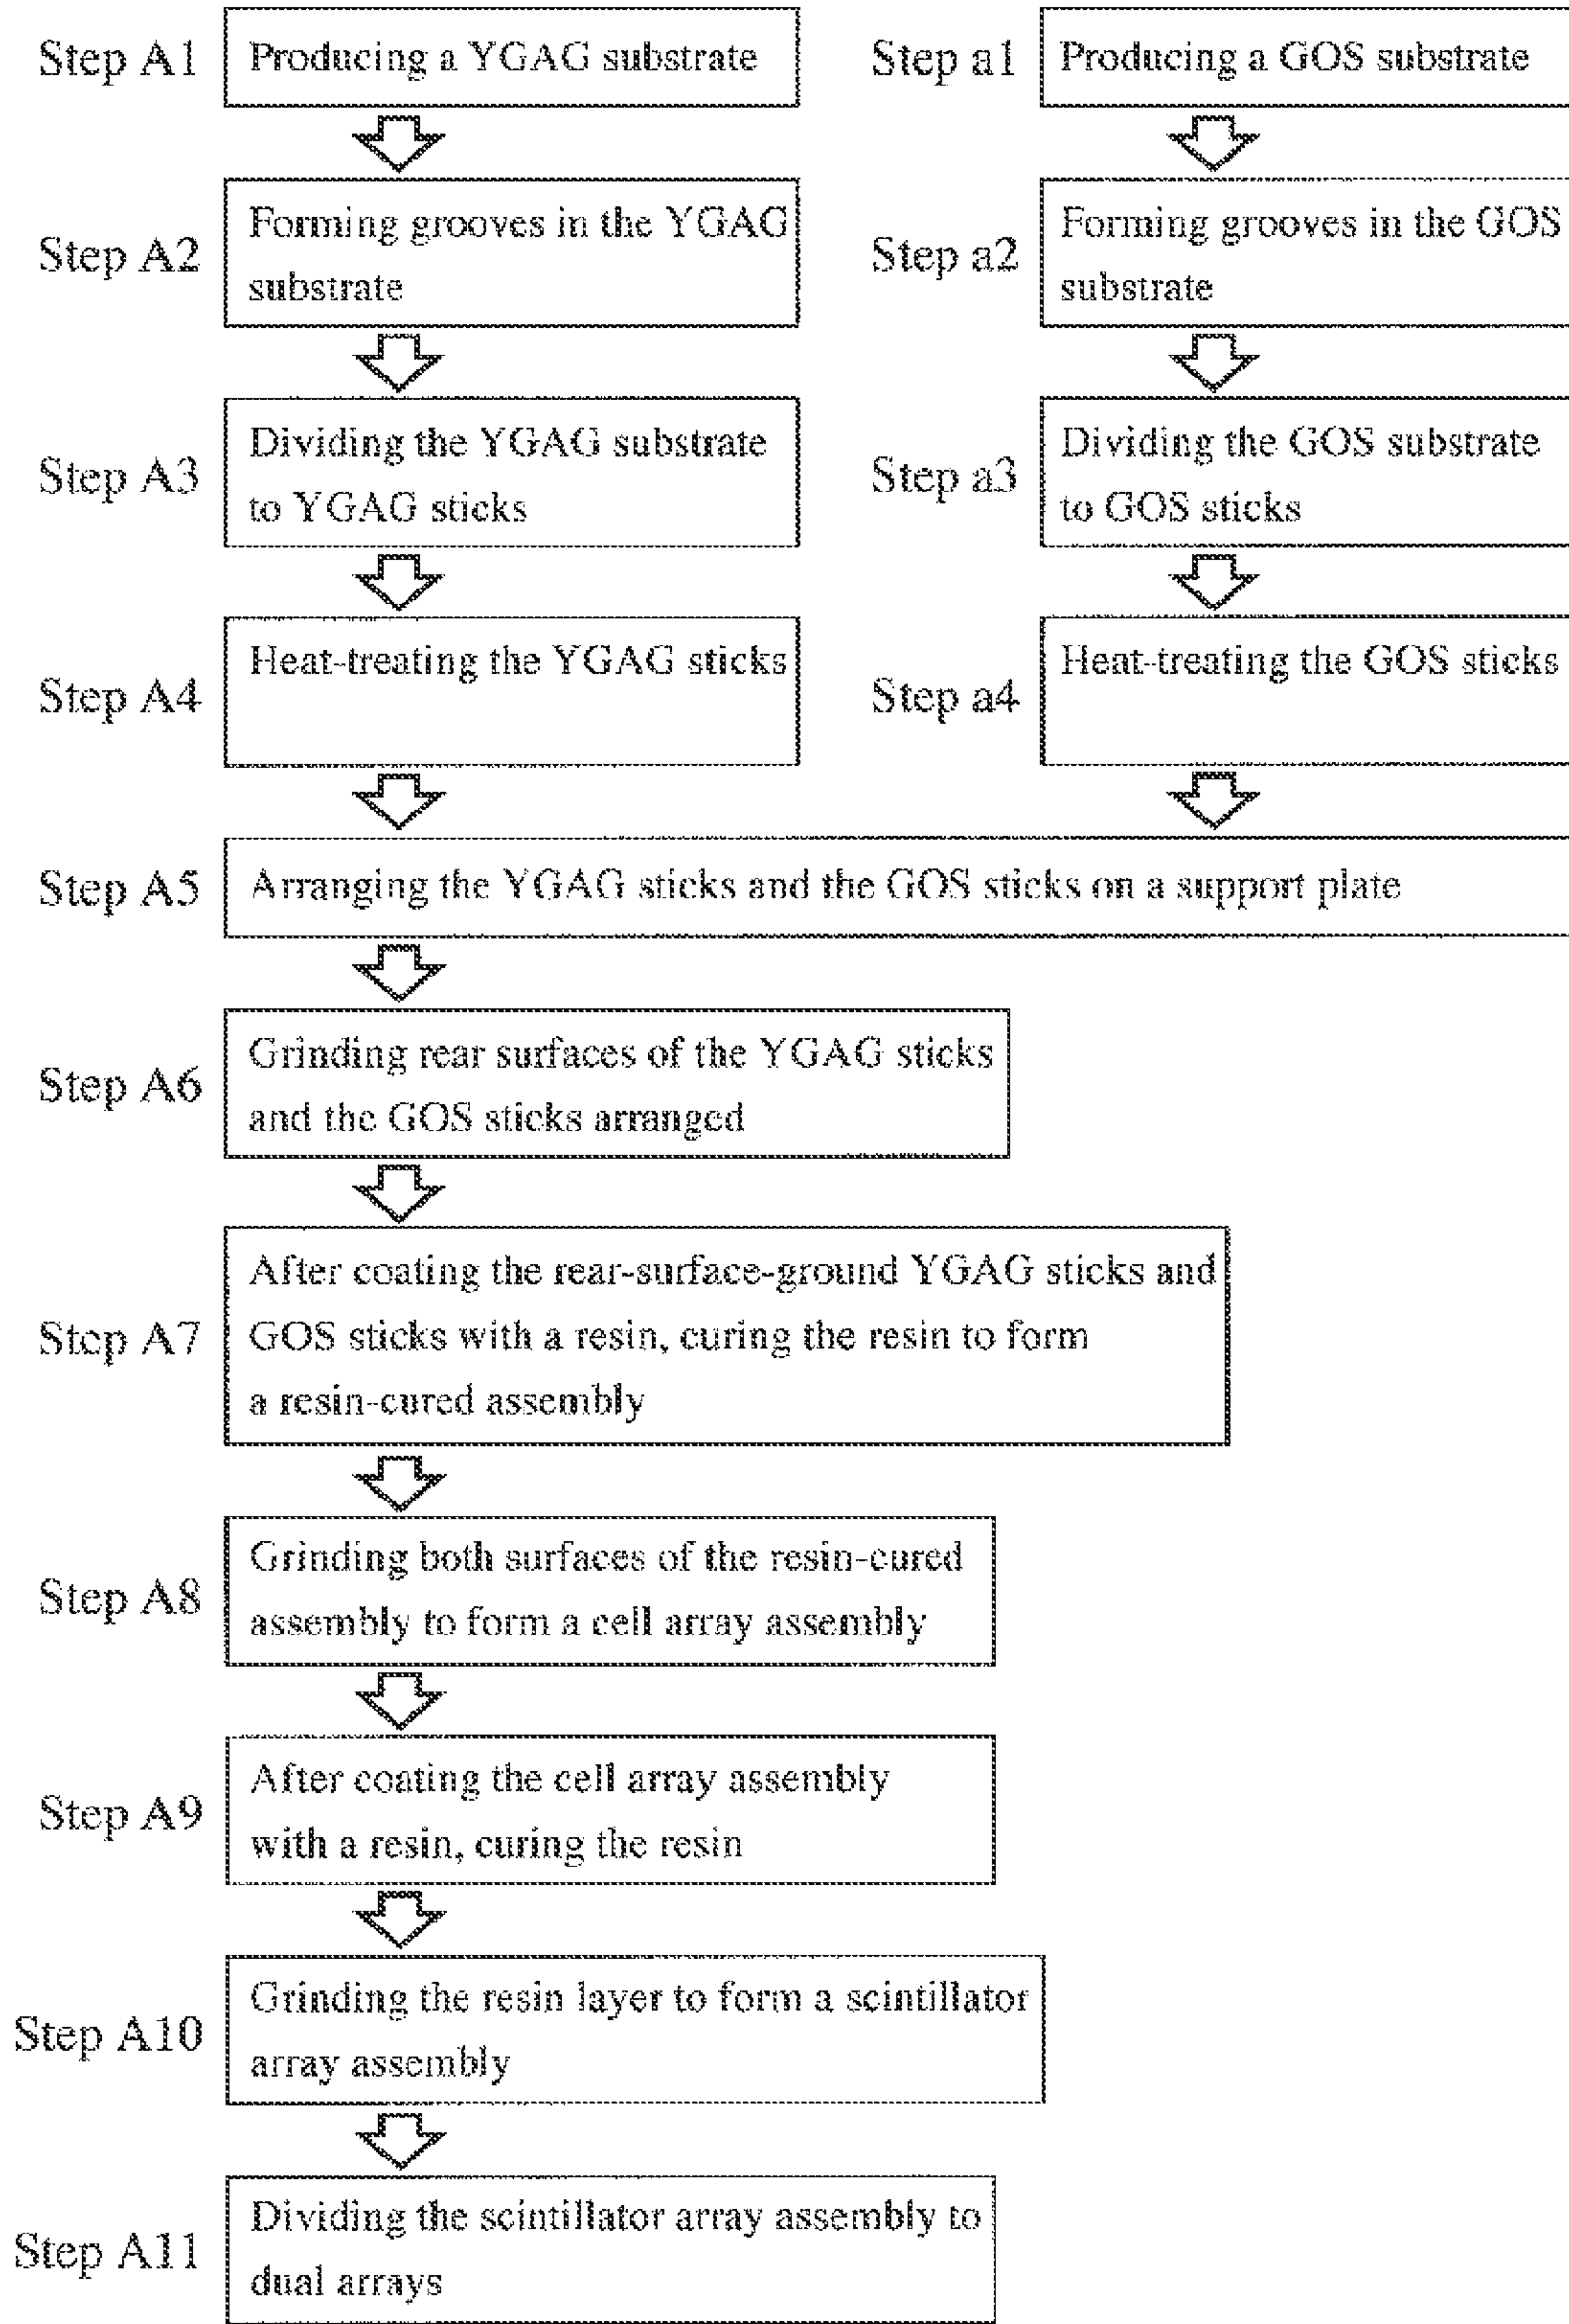 Step A1
Producing a YGAG substrate
Step a1
Producing a GOS substrate
Step A2
Forming grooves in the YGAG
substrate
Step a2
Forming grooves in the GOS
substrate
Step A3
Dividing the YGAG substrate
to YGAG sticks
Step a3
Dividing the GOS substrate
to GOS sticks
Step A4
Heat-treating the YGAG sticks
Step a4
Heat-treating the GOS sticks
Step A5
Arranging the YGAG sticks and the GOS sticks on a support plate
Step A6
Grinding rear surfaces of the YGAG sticks
and the GOS sticks arranged
Step A7
After coating the rear-surface-ground YGAG sticks and
GOS sticks with a resin, curing the resin to form
a resin-cured assembly
Step A8
Grinding both surfaces of the resin-cured
assembly to form a cell array assembly
Step A9
After coating the cell array assembly
with a resin, curing the resin
Step A10
Grinding the resin layer to form a scintillator
array assembly
Step A11
Dividing the scintillator array assembly to
dual arrays